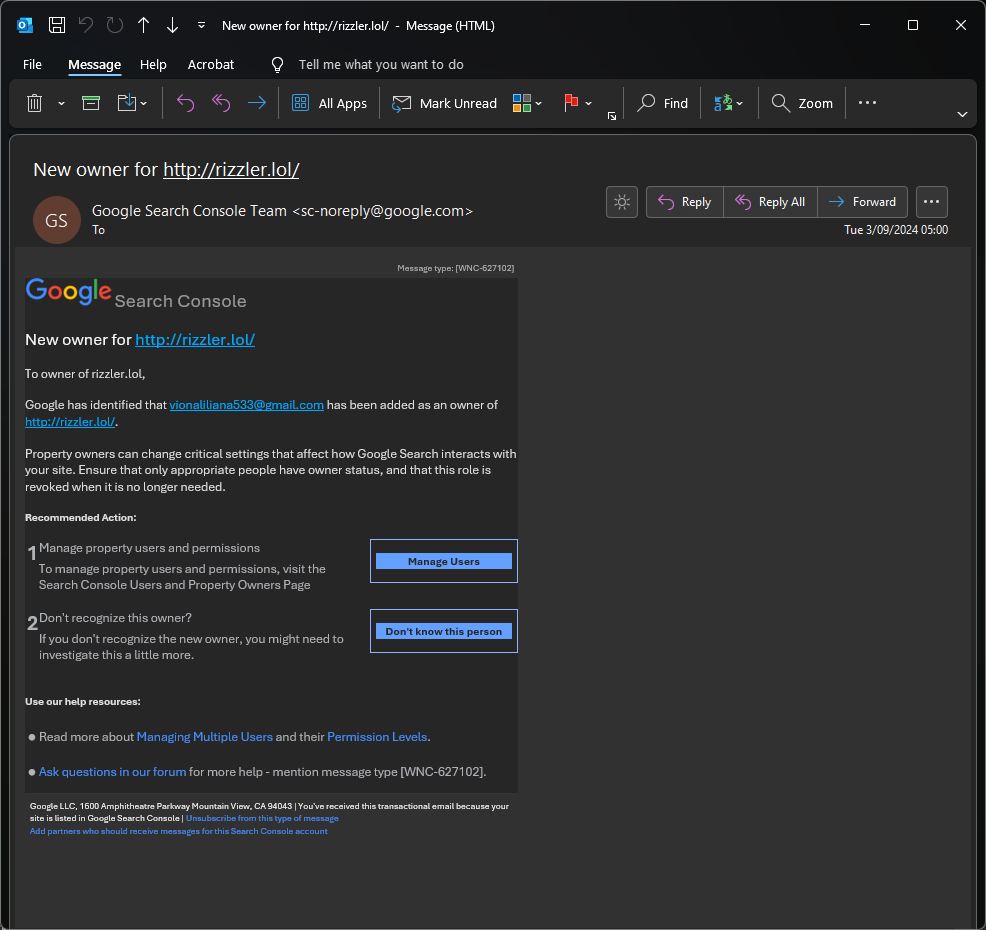 New owner for http://rizzler.lol/ - Message (HTML)
File Message Help Acrobat Tell me what you want to do
All Apps Mark Unread Find Zoom
New owner for http://rizzler.lol/
GS
Google Search Console Team <sc-noreply@google.com>
To
Reply Reply All Forward
Tue 3/09/2024 05:00
Message type: [WNC-627102]
Google Search Console
New owner for http://rizzler.lol/
To owner of rizzler.lol,
Google has identified that vionaliliana533@gmail.com has been added as an owner of
http://rizzler.lol/.
Property owners can change critical settings that affect how Google Search interacts with
your site. Ensure that only appropriate people have owner status, and that this role is
revoked when it is no longer needed.
Recommended Action:
1 Manage property users and permissions
To manage property users and permissions, visit the
Search Console Users and Property Owners Page
Manage Users
2 Don't recognize this owner?
If you don't recognize the new owner, you might need to
investigate this a little more.
Don't know this person
Use our help resources:
● Read more about Managing Multiple Users and their Permission Levels.
● Ask questions in our forum for more help - mention message type [WNC-627102].
Google LLC, 1600 Amphitheatre Parkway Mountain View, CA 94043 | You've received this transactional email because your
site is listed in Google Search Console | Unsubscribe from this type of message
Add partners who should receive messages for this Search Console account